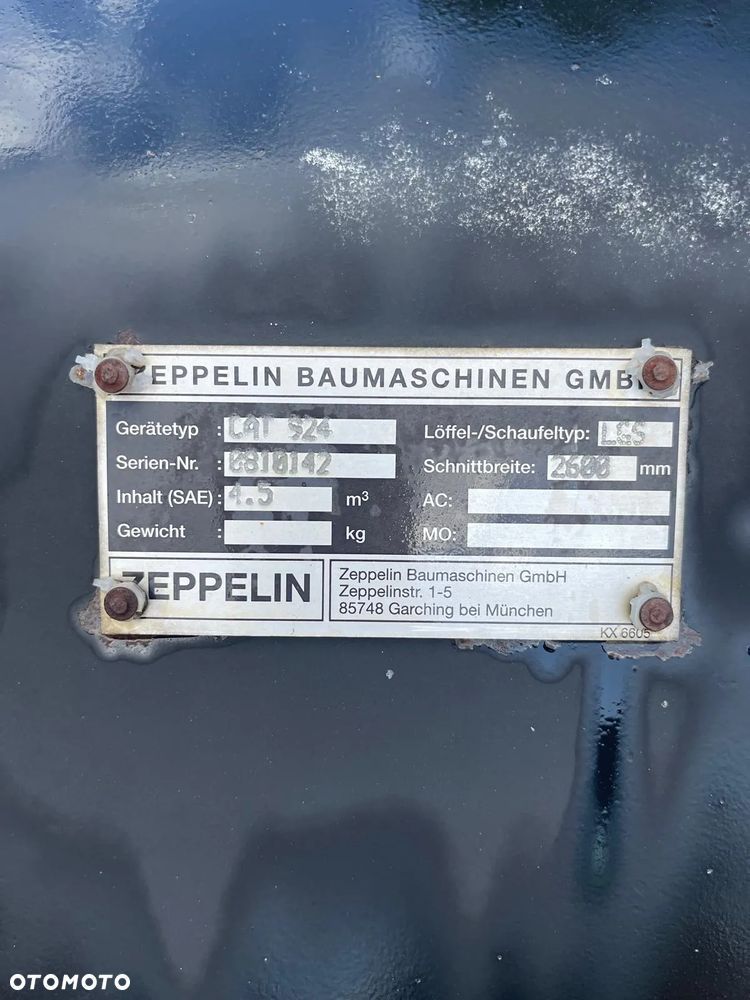 ZEPPELIN BAUMASCHINEN GMBH
Gerätetyp : CAT 924 Löffel-/Schaufeltyp: LGS
Serien-Nr. : 0810142 Schnittbreite: 2600 mm
Inhalt (SAE) : 4.5 m³ AC:
Gewicht : kg MO:
ZEPPELIN
Zeppelin Baumaschinen GmbH
Zeppelinstr. 1-5
85748 Garching bei München
KX 6605
OTOMOTO